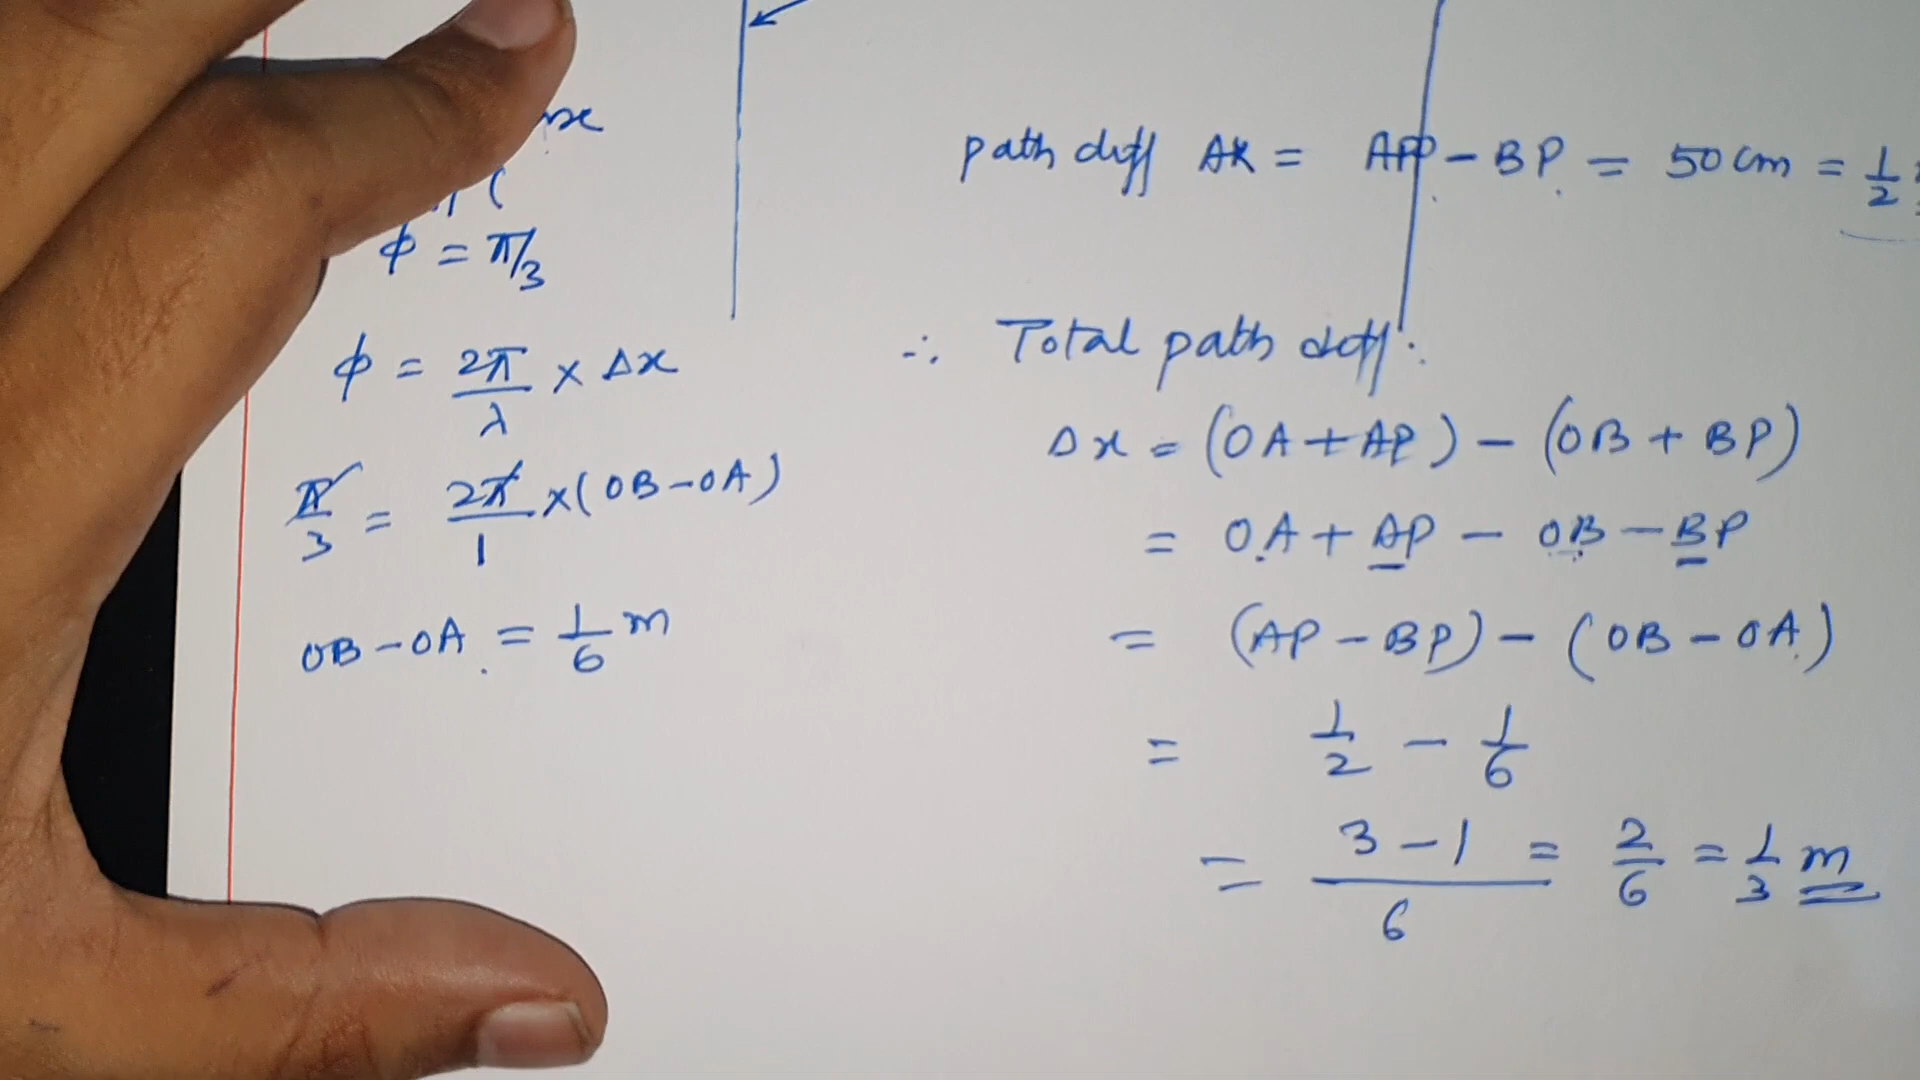 ϕ = π/3
ϕ = 2π/λ × Δx
π/3 = 2π/1 × (OB - OA)
OB - OA = 1/6 m
path diff Δx = AP - BP = 50 cm = 1/2
∴ Total path diff.
Δx = (OA + AP) - (OB + BP)
= OA + AP - OB - BP
= (AP - BP) - (OB - OA)
= 1/2 - 1/6
= 3 - 1/6 = 2/6 = 1/3 m